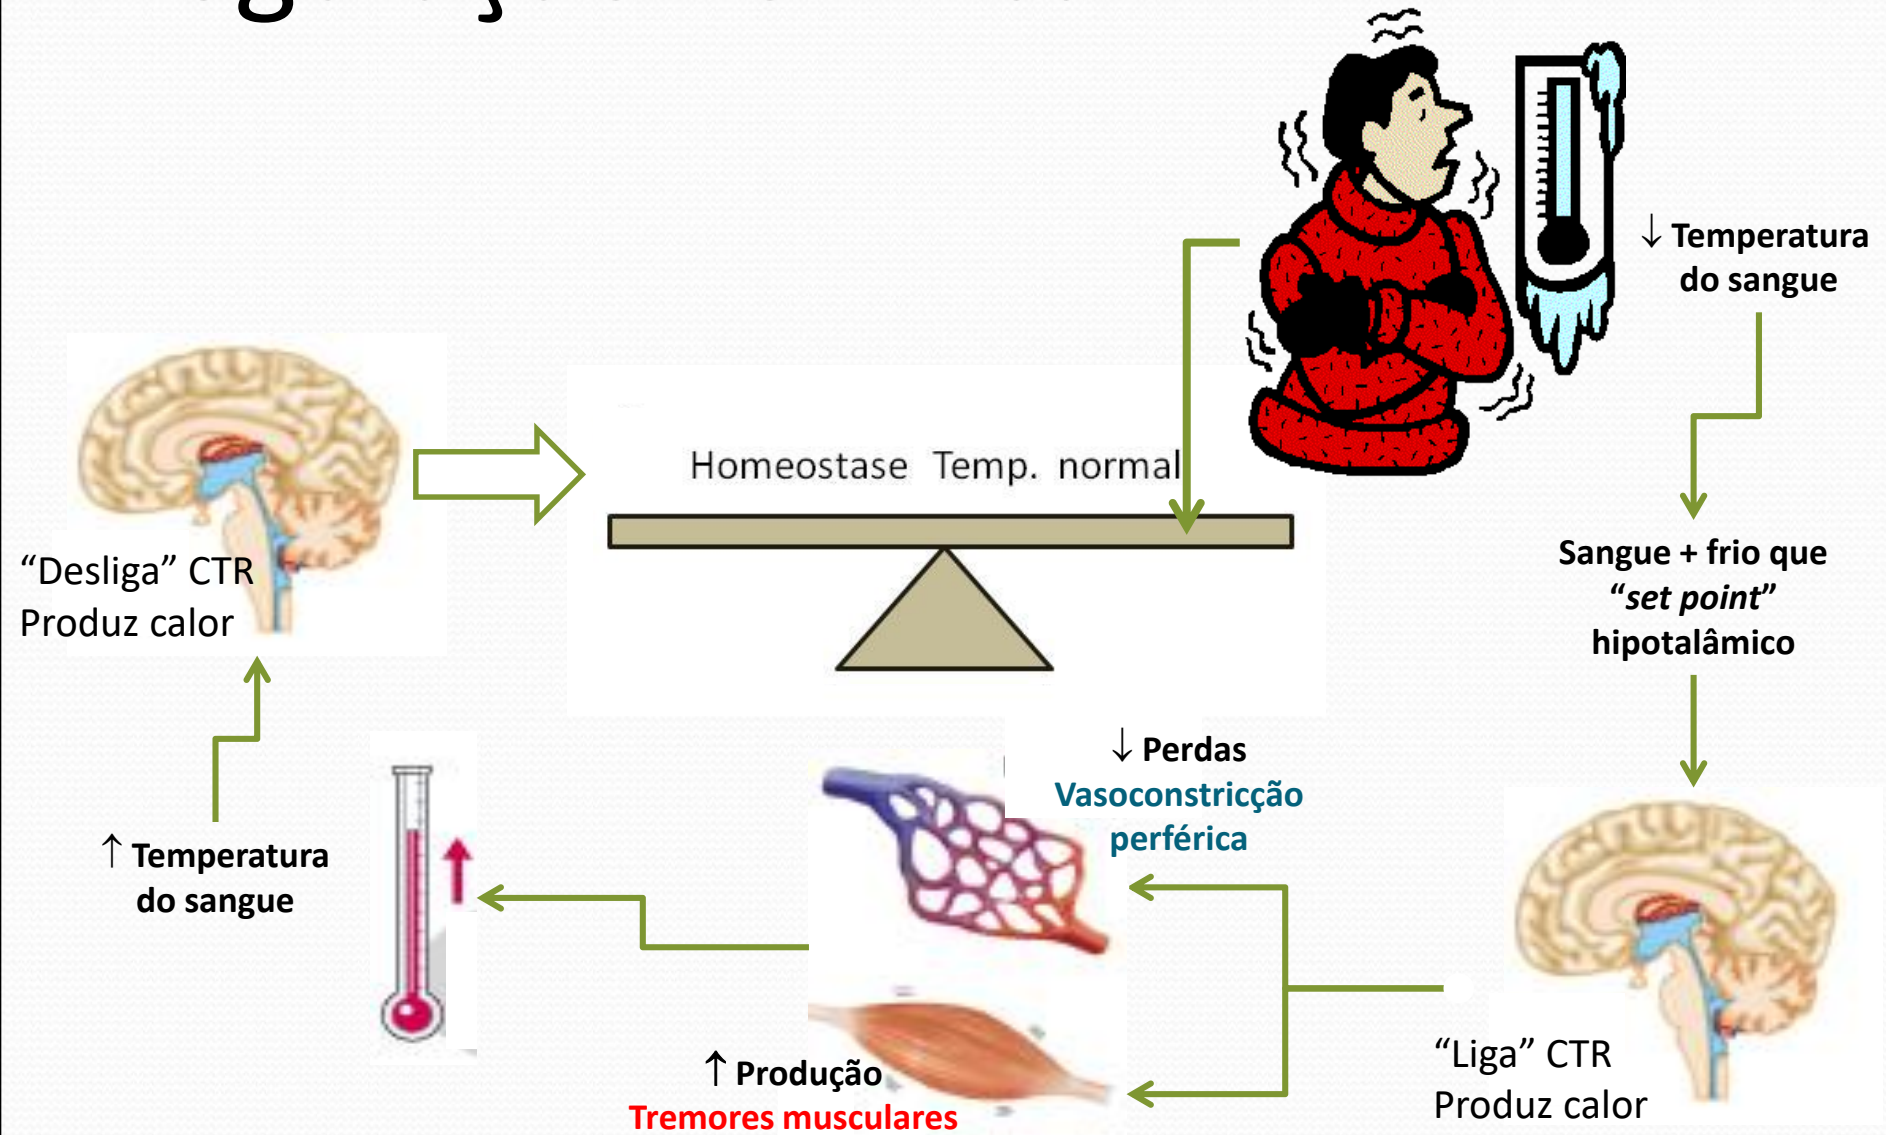 ↓ Temperatura
do sangue
Homeostase Temp. normal
Sangue + frio que
“set point”
hipotalâmico
“Desliga” CTR
Produz calor
↓ Perdas
Vasoconstricção
perférica
↑ Temperatura
do sangue
↑ Produção
Tremores musculares
“Liga” CTR
Produz calor